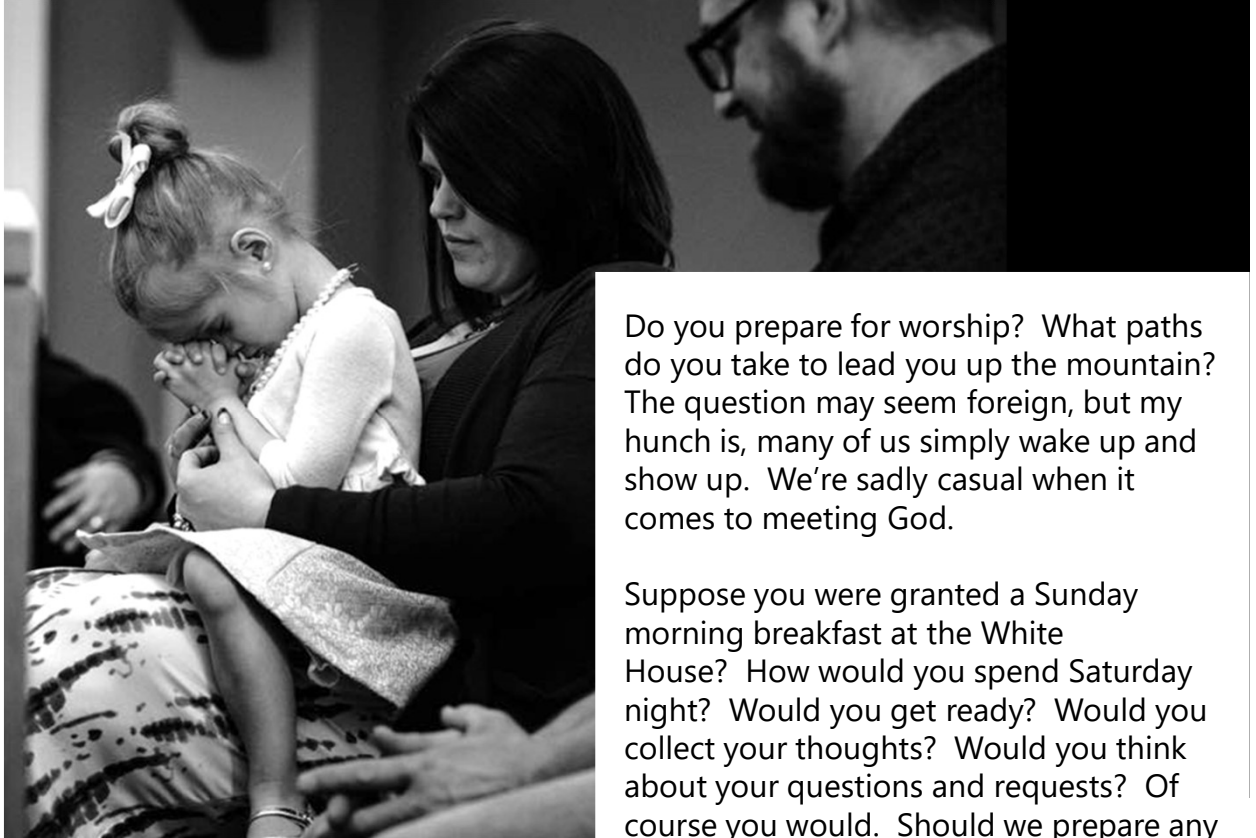 Do you prepare for worship?  What paths
do you take to lead you up the mountain?
The question may seem foreign, but my
hunch is, many of us simply wake up and
show up.  We’re sadly casual when it
comes to meeting God.
Suppose you were granted a Sunday
morning breakfast at the White
House?  How would you spend Saturday
night?  Would you get ready?  Would you
collect your thoughts?  Would you think
about your questions and requests?  Of
course you would.  Should we prepare any